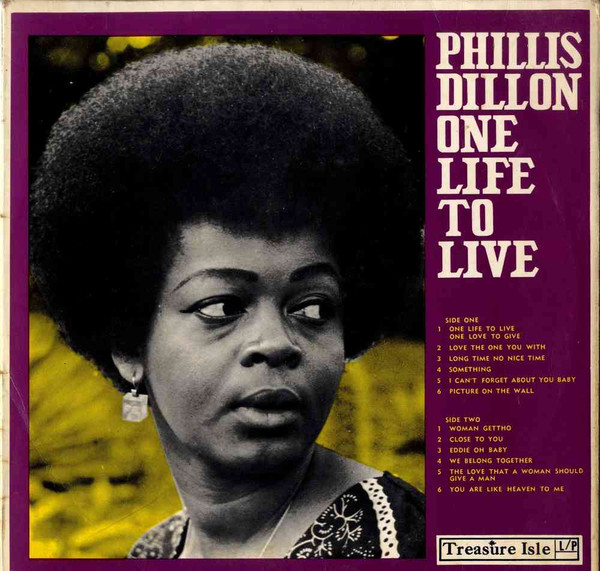 PHILLIS
DILLON
ONE
LIFE
TO
LIVE
SIDE ONE
1 ONE LIFE TO LIVE
ONE LOVE TO GIVE
2 LOVE THE ONE YOU WITH
3 LONG TIME NO NICE TIME
4 SOMETHING
5 I CAN'T FORGET ABOUT YOU BABY
6 PICTURE ON THE WALL
SIDE TWO
1 WOMAN GETTHO
2 CLOSE TO YOU
3 EDDIE OH BABY
4 WE BELONG TOGETHER
5 THE LOVE THAT A WOMAN SHOULD
GIVE A MAN
6 YOU ARE LIKE HEAVEN TO ME
Treasure Isle L/P